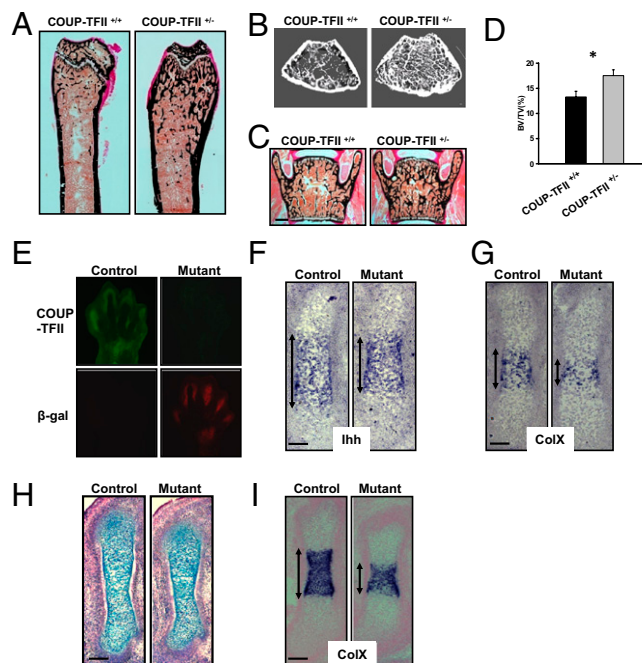 A
COUP-TFII +/+
COUP-TFII +/-
B
COUP-TFII +/+
COUP-TFII +/-
C
COUP-TFII +/+
COUP-TFII +/-
D
*
BV/TV(%)
20
15
10
5
0
COUP-TFII +/+
COUP-TFII +/-
E
Control
Mutant
COUP
-TFII
β-gal
F
Control
Mutant
Ihh
G
Control
Mutant
ColX
H
Control
Mutant
I
Control
Mutant
ColX